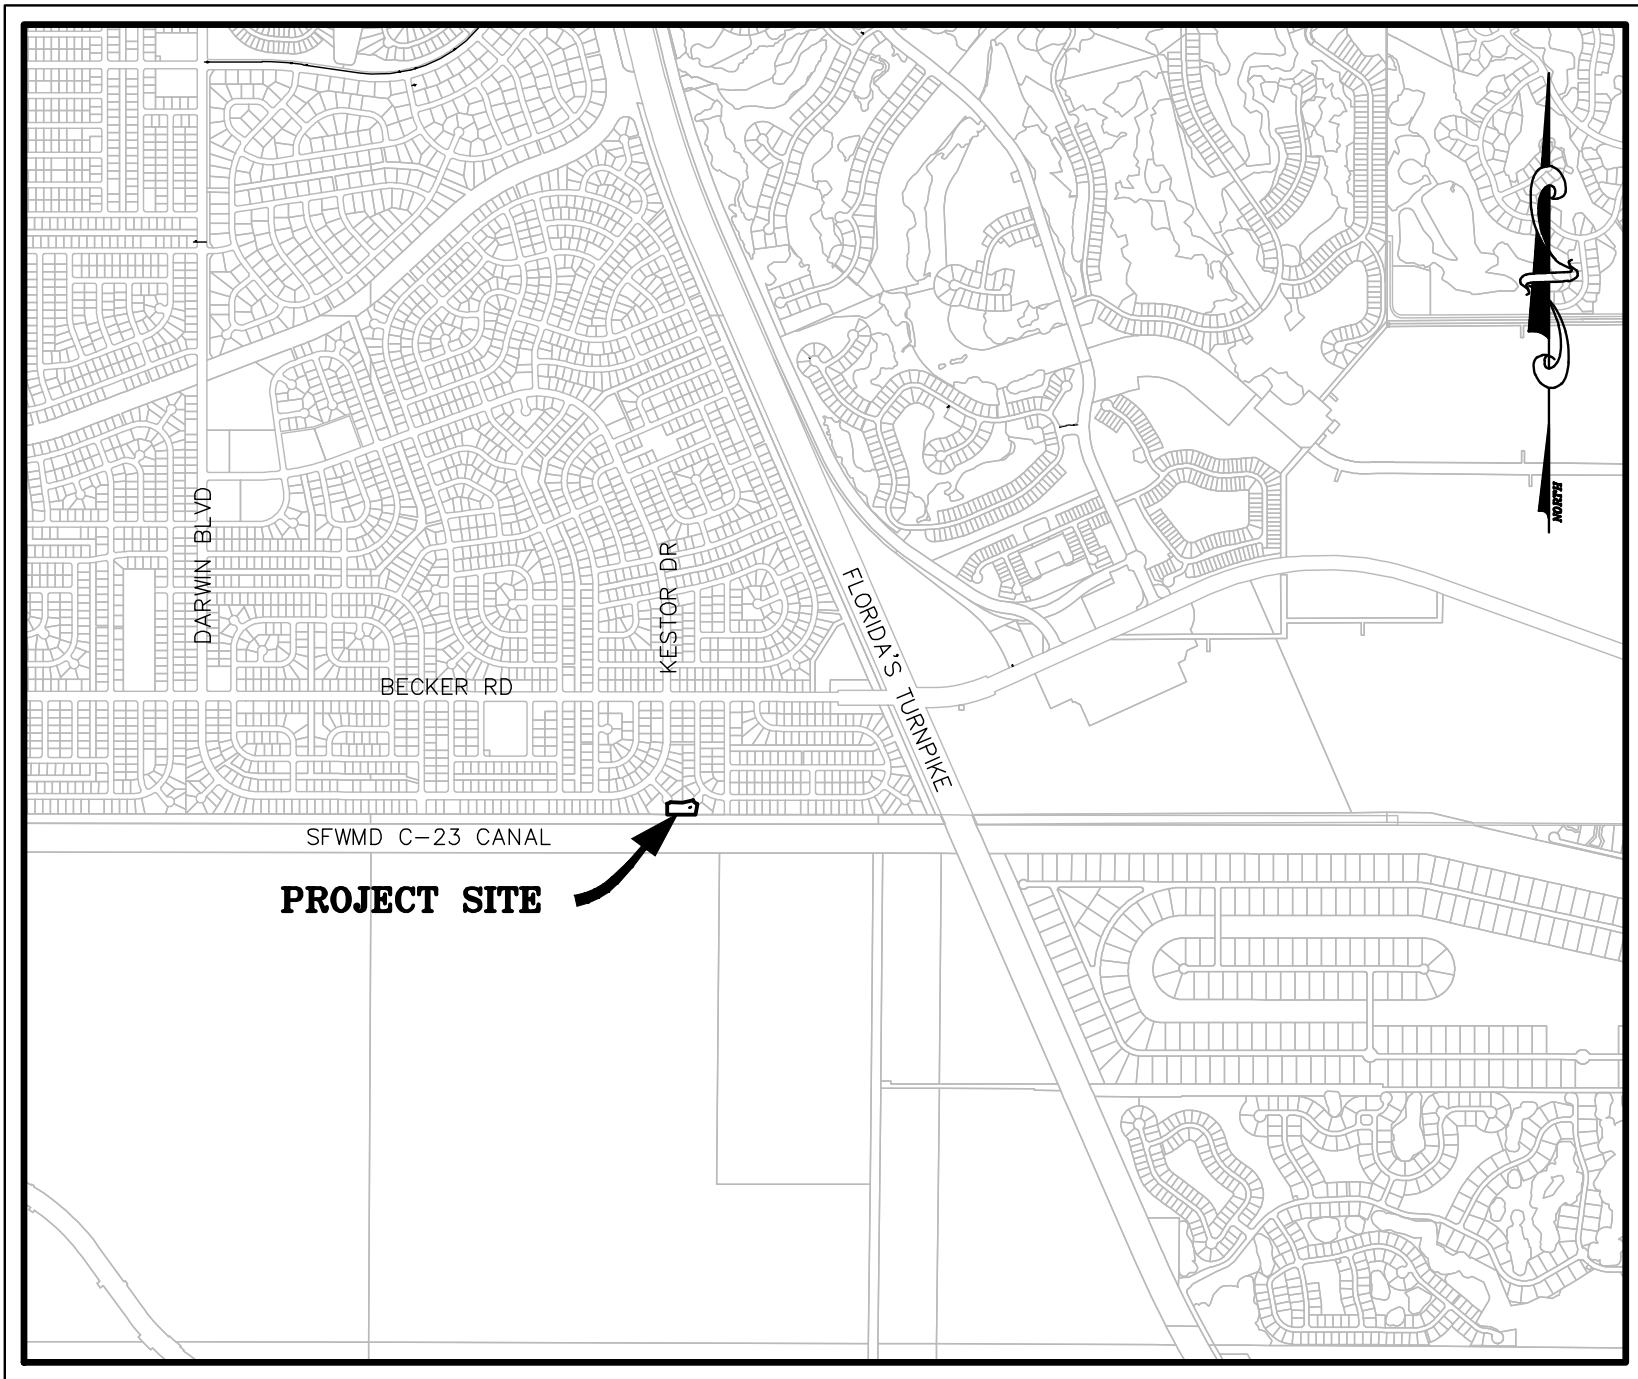 NORTH
DARWIN BLVD
KESTOR DR
FLORIDA'S TURNPIKE
BECKER RD
SFWMD C-23 CANAL
PROJECT SITE